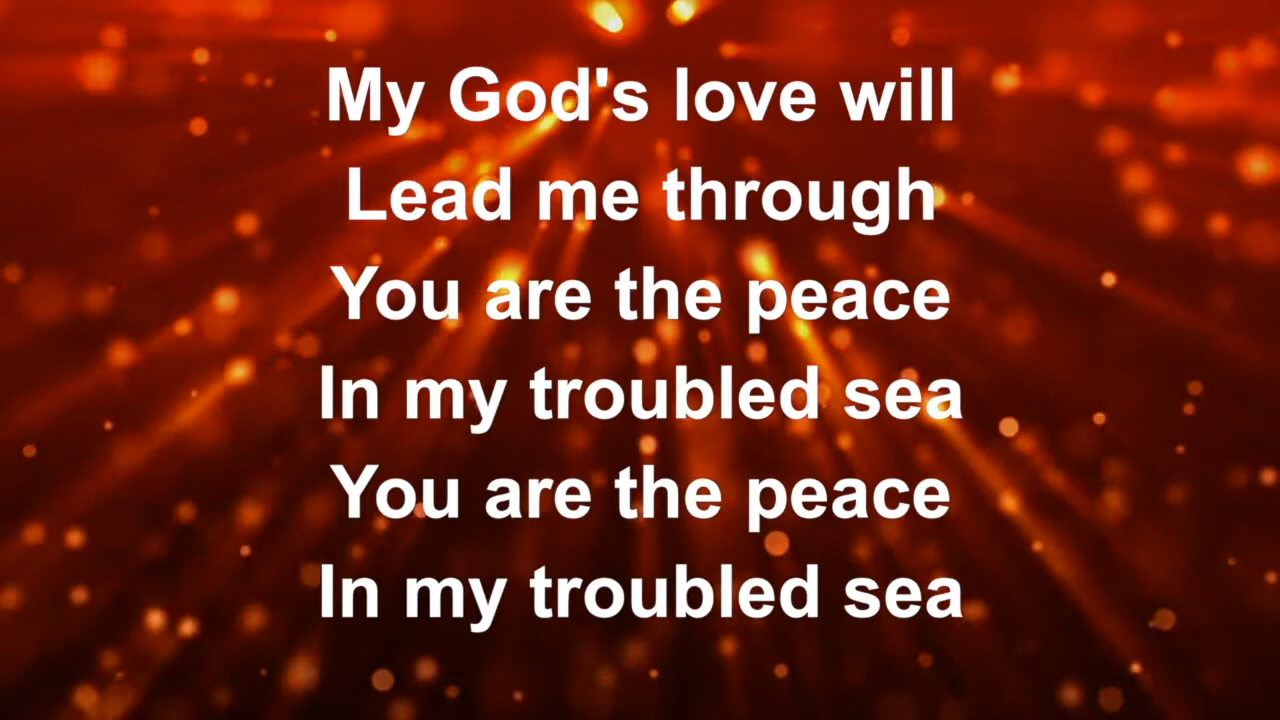 My God's love will
Lead me through
You are the peace
In my troubled sea
You are the peace
In my troubled sea